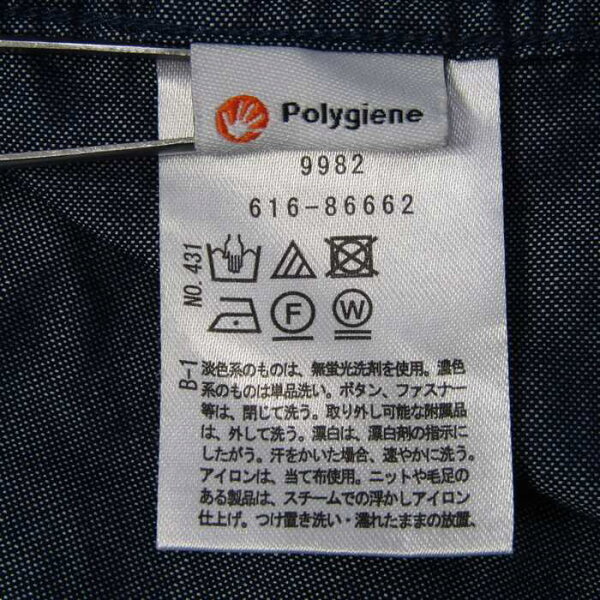 Polygiene
9982
616-86662
NO. 431
F W
B-1
淡色系のものは、無蛍光洗剤を使用。濃色
系のものは単品洗い。ボタン、ファスナー
等は、閉じて洗う。取り外し可能な附属品
は、外して洗う。漂白は、漂白剤の指示に
したがう。汗をかいた場合、速やかに洗う。
アイロンは、当て布使用。ニットや毛足の
ある製品は、スチームでの浮かしアイロン
仕上げ。つけ置き洗い・濡れたままの放置、